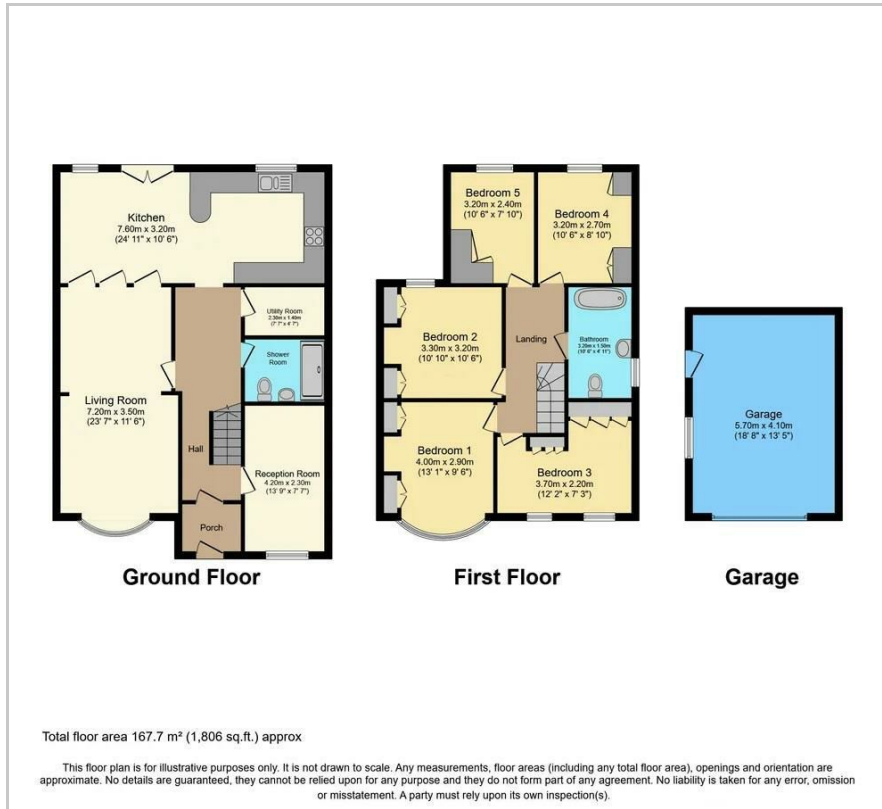 Kitchen
7.60m x 3.20m
(24' 11" x 10' 6)
Living Room
7.20m x 3.50m
(23' 7" x 11' 6)
Hall
Porch
Utility Room
2.30m x 1.40m
(7' 7" x 4' 7")
Shower
Room
Reception Room
4.20m x 2.30m
(13' 9" x 7' 7")
Ground Floor
Bedroom 5
3.20m x 2.40m
(10' 6" x 7' 10")
Bedroom 4
3.20m x 2.70m
(10' 6" x 8' 10")
Bedroom 2
3.30m x 3.20m
(10' 10" x 10' 6)
Landing
Bathroom
3.20m x 1.50m
(10' 6" x 4' 11")
Bedroom 1
4.00m x 2.90m
(13' 1" x 9' 6")
Bedroom 3
3.70m x 2.20m
(12' 2" x 7' 3")
First Floor
Garage
5.70m x 4.10m
(18' 8" x 13' 5")
Garage
Total floor area 167.7 m² (1,806 sq.ft.) approx
This floor plan is for illustrative purposes only. It is not drawn to scale. Any measurements, floor areas (including any total floor area), openings and orientation are
approximate. No details are guaranteed, they cannot be relied upon for any purpose and they do not form part of any agreement. No liability is taken for any error, omission
or misstatement. A party must rely upon its own inspection(s).